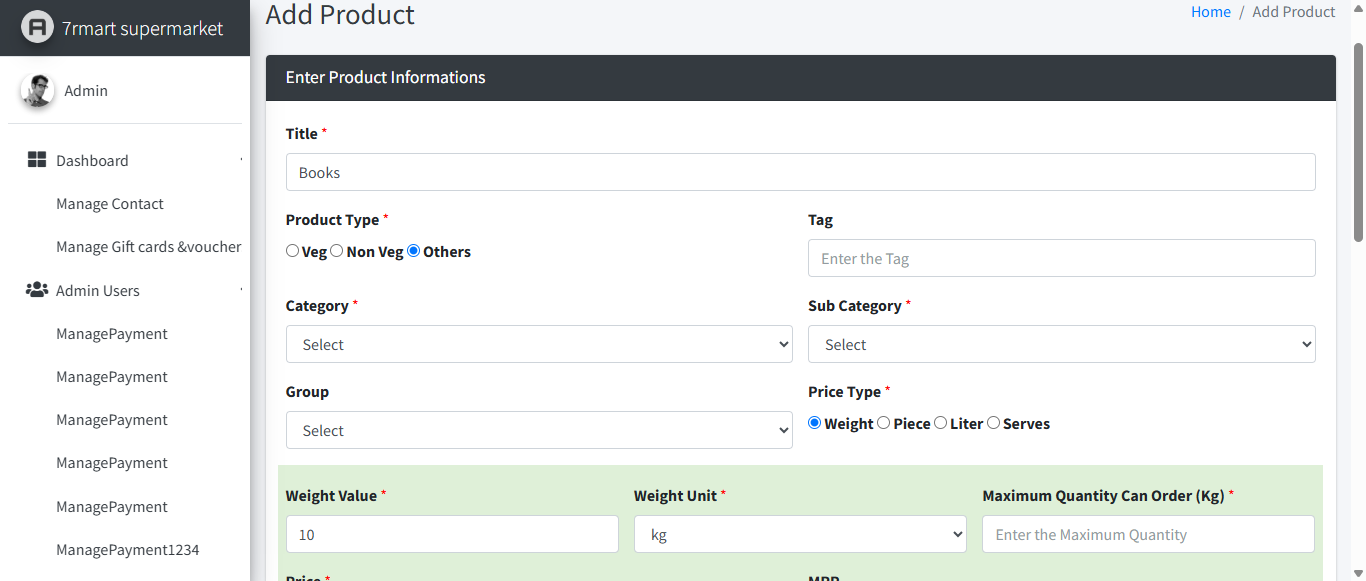 7rmart supermarket
Admin
Dashboard
Manage Contact
Manage Gift cards &voucher
Admin Users
ManagePayment
ManagePayment
ManagePayment
ManagePayment
ManagePayment
ManagePayment1234
Add Product
Home / Add Product
Enter Product Informations
Title *
Books
Product Type *
Veg Non Veg Others
Tag
Enter the Tag
Category *
Select
Sub Category *
Select
Group
Select
Price Type *
Weight Piece Liter Serves
Weight Value *
10
Weight Unit *
kg
Maximum Quantity Can Order (Kg) *
Enter the Maximum Quantity
Price *
MRP